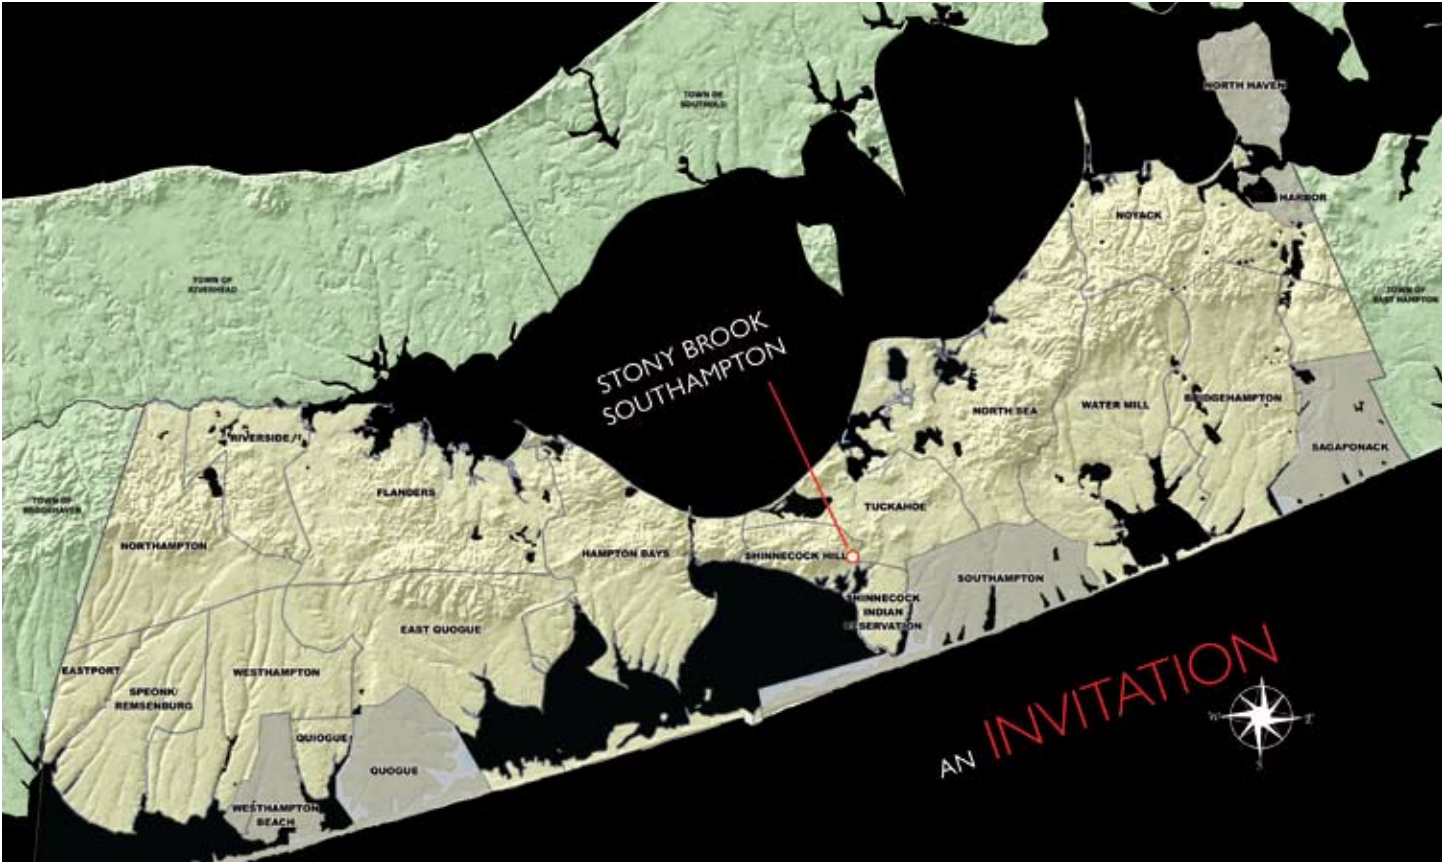 NORTH HAVEN
TOWN OF
SOUTHOLD
HARBOR
NOYACK
TOWN OF
RIVERHEAD
TOWN OF
EAST HAMPTON
STONY BROOK
SOUTHAMPTON
BRIDGEHAMPTON
WATER MILL
NORTH SEA
RIVERSIDE/
SAGAPONACK
FLANDERS
TOWN OF
BROOKHAVEN
TUCKAHOE
NORTHAMPTON
HAMPTON BAYS
SHINNECOCK HILL
SOUTHAMPTON
SHINNECOCK
INDIAN
RESERVATION
EAST QUOGUE
EASTPORT
WESTHAMPTON
SPEONK/
REMSENBURG
QUIOGUE
QUOGUE
WESTHAMPTON
BEACH
AN INVITATION